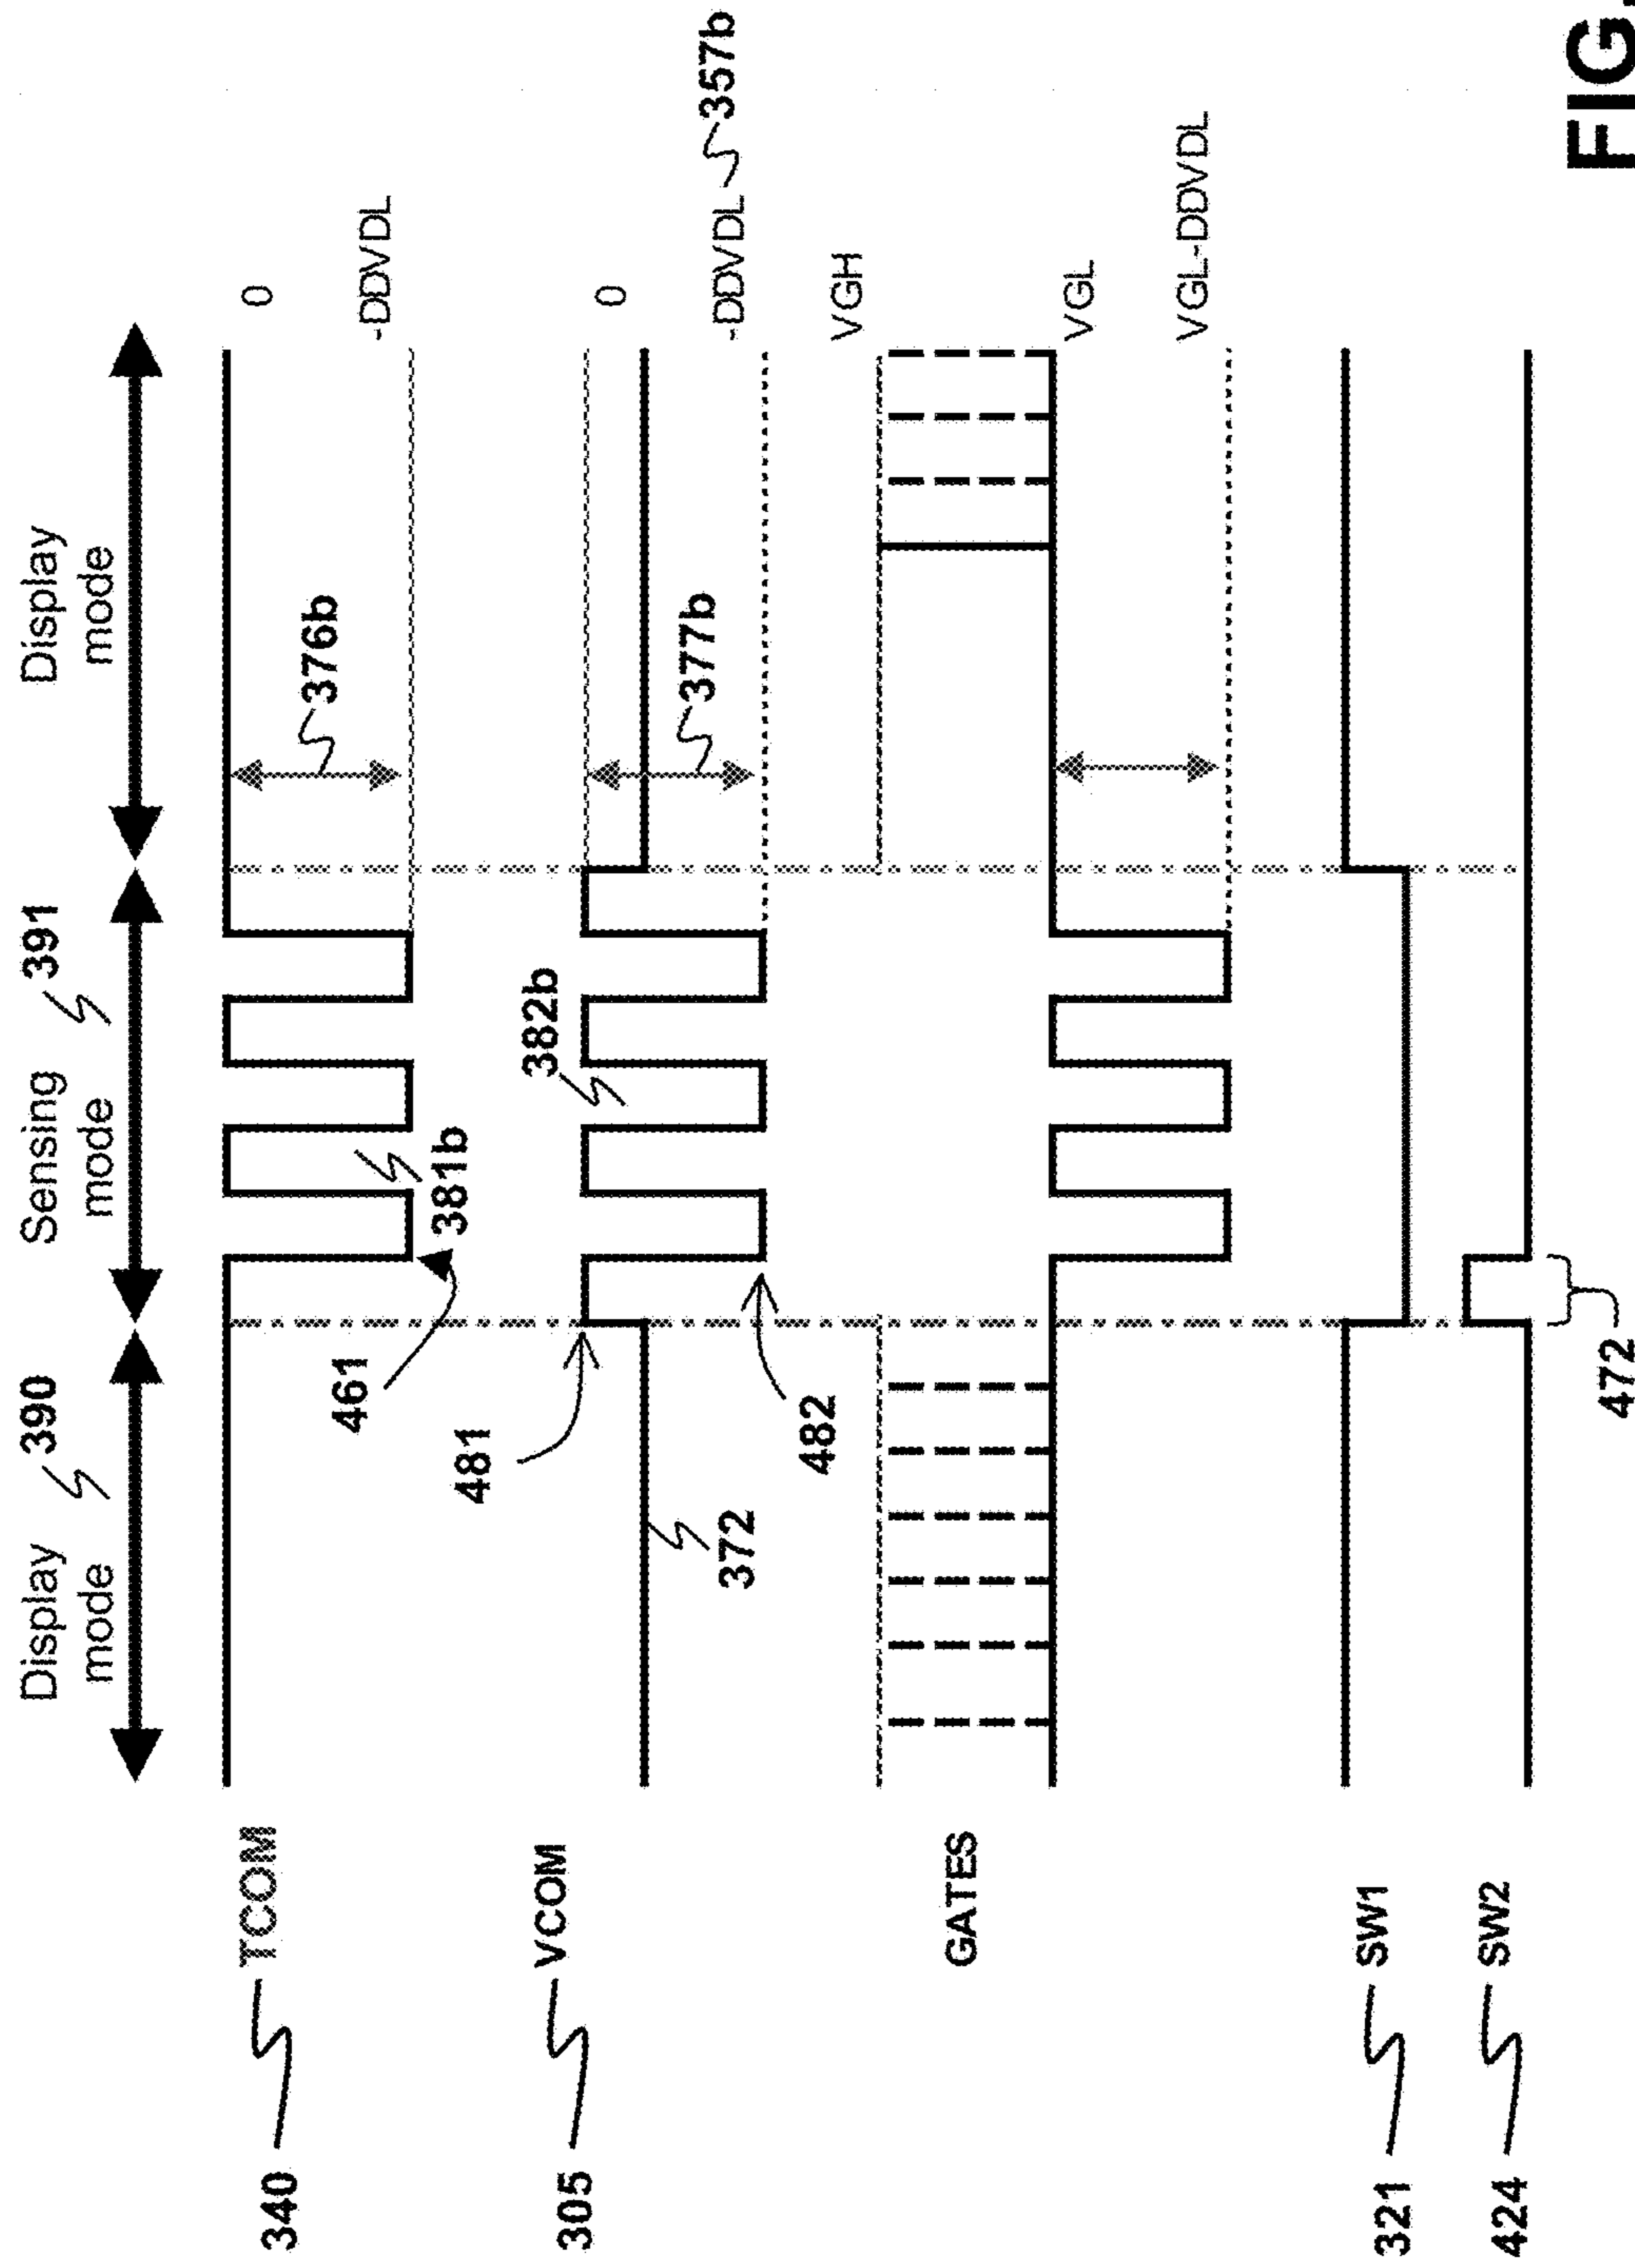 Display mode
390
Sensing mode
391
Display mode
340
TCOM
0
376b
-DDVDL
461
381b
305
VCOM
0
481
382b
377b
-DDVDL
357b
372
482
VGH
GATES
VGL
VGL-DDVDL
321
SW1
424
SW2
472
FIG.